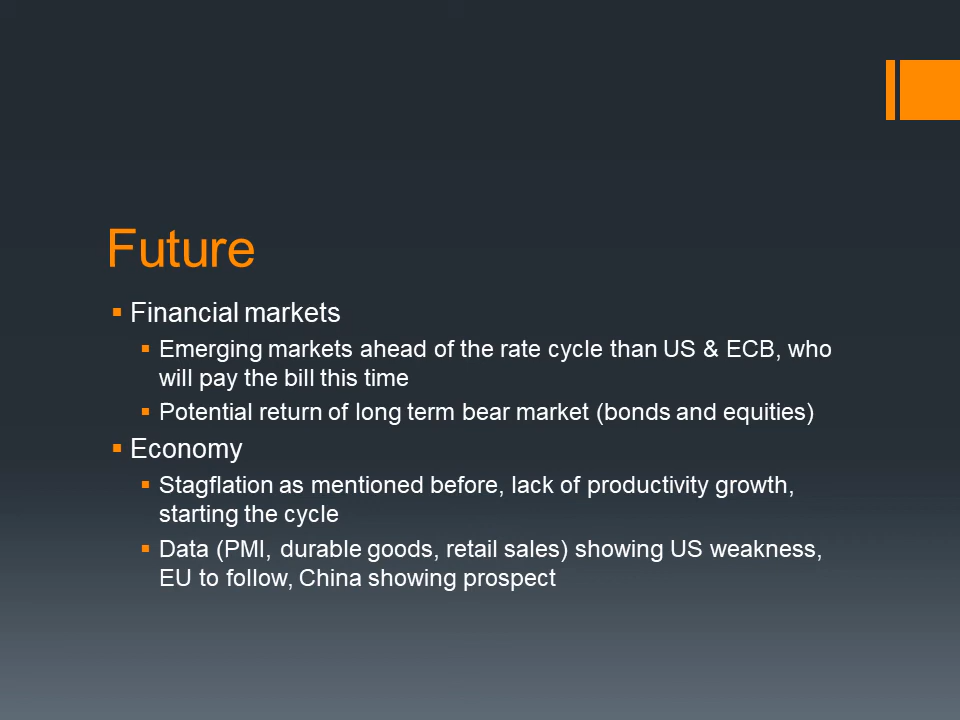 Future
▪ Financial markets
▪ Emerging markets ahead of the rate cycle than US & ECB, who
will pay the bill this time
▪ Potential return of long term bear market (bonds and equities)
▪ Economy
▪ Stagflation as mentioned before, lack of productivity growth,
starting the cycle
▪ Data (PMI, durable goods, retail sales) showing US weakness,
EU to follow, China showing prospect